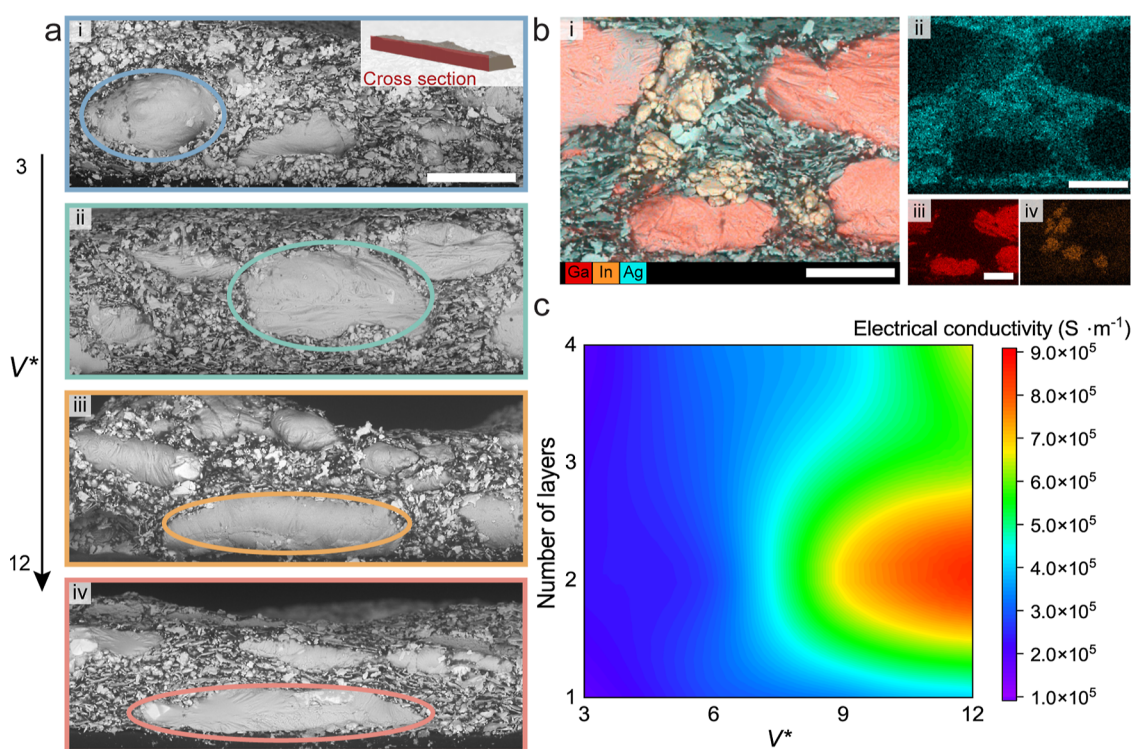 a
i
Cross section
3
ii
V*
iii
12
iv
b
i
Ga In Ag
ii
iii
iv
c
Electrical conductivity (S ·m⁻¹)
Number of layers
4
3
2
1
3 6 9 12
V*
9.0×10⁵
8.0×10⁵
7.0×10⁵
6.0×10⁵
5.0×10⁵
4.0×10⁵
3.0×10⁵
2.0×10⁵
1.0×10⁵